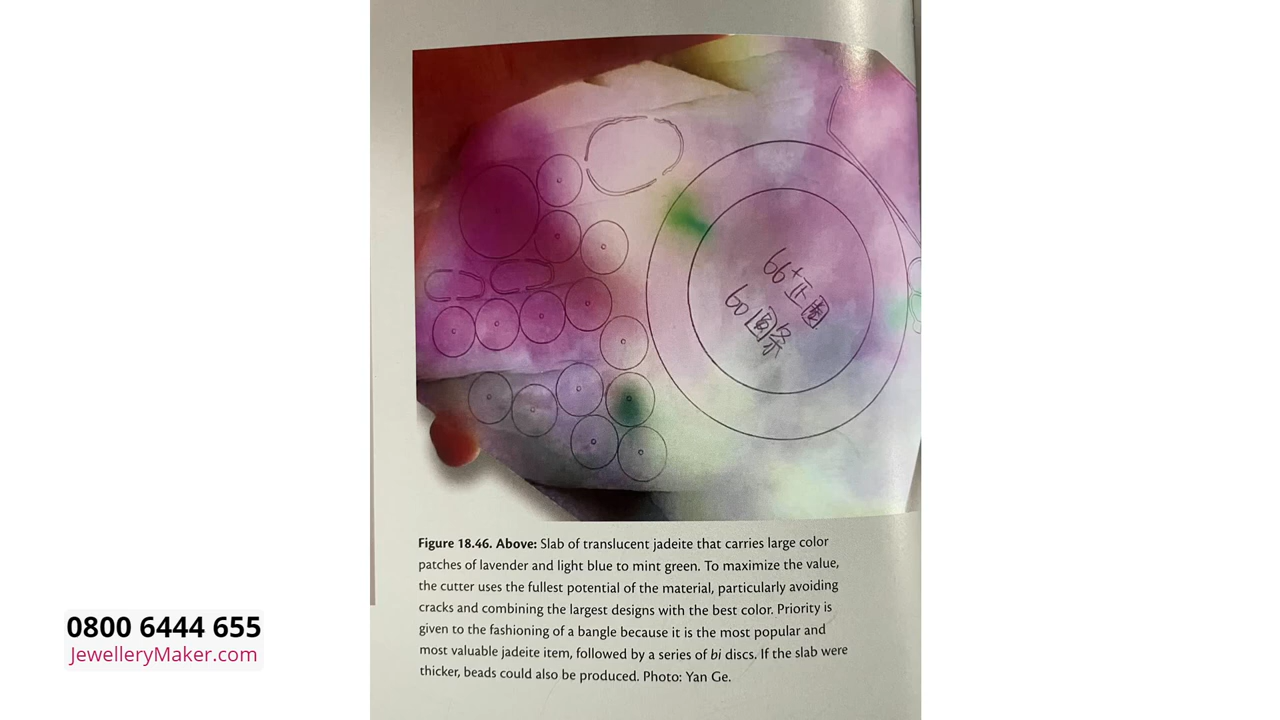 66+正圈
60圆条
Figure 18.46. Above: Slab of translucent jadeite that carries large color
patches of lavender and light blue to mint green. To maximize the value,
the cutter uses the fullest potential of the material, particularly avoiding
cracks and combining the largest designs with the best color. Priority is
given to the fashioning of a bangle because it is the most popular and
most valuable jadeite item, followed by a series of bi discs. If the slab were
thicker, beads could also be produced. Photo: Yan Ge.
0800 6444 655
JewelleryMaker.com